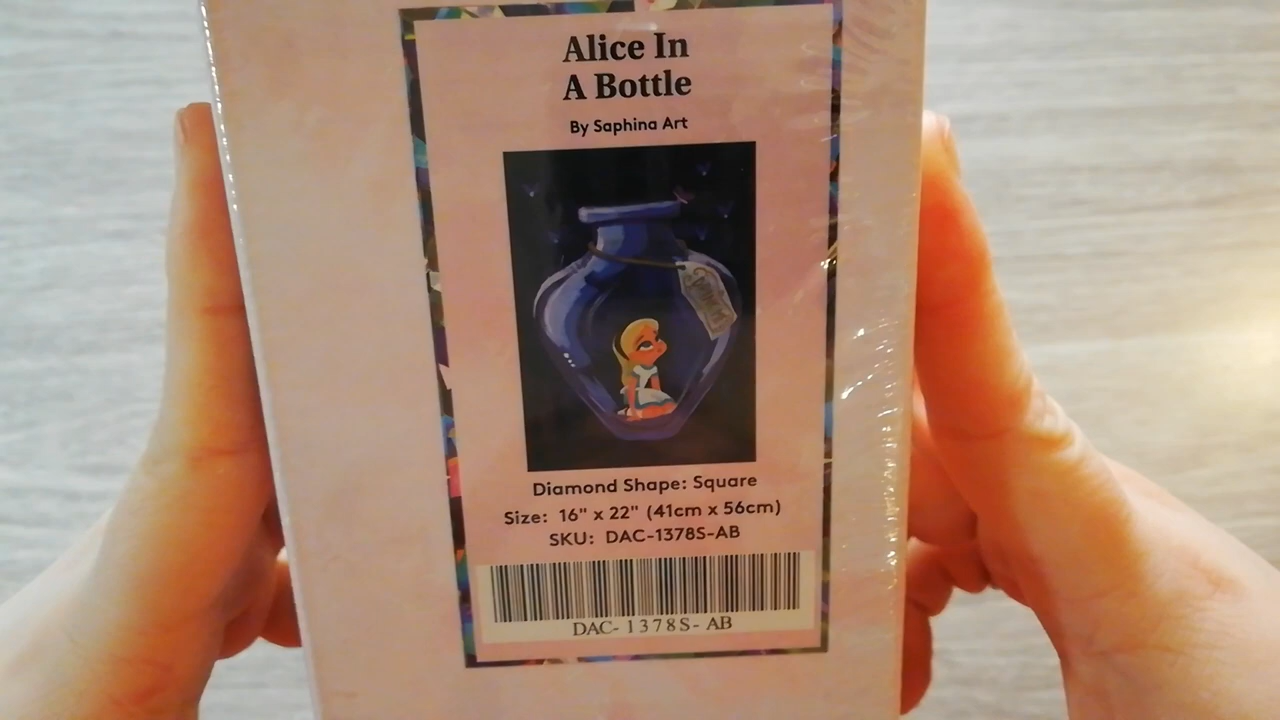 Alice In
A Bottle
By Saphina Art
Diamond Shape: Square
Size: 16" x 22" (41cm x 56cm)
SKU: DAC-1378S-AB
DAC-1378S-AB